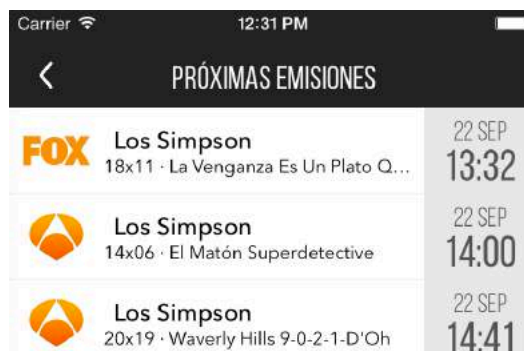 Carrier 12:31 PM
PRÓXIMAS EMISIONES
FOX
Los Simpson
18x11 · La Venganza Es Un Plato Q...
22 SEP
13:32
Los Simpson
14x06 · El Matón Superdetective
22 SEP
14:00
Los Simpson
20x19 · Waverly Hills 9-0-2-1-D'Oh
22 SEP
14:41